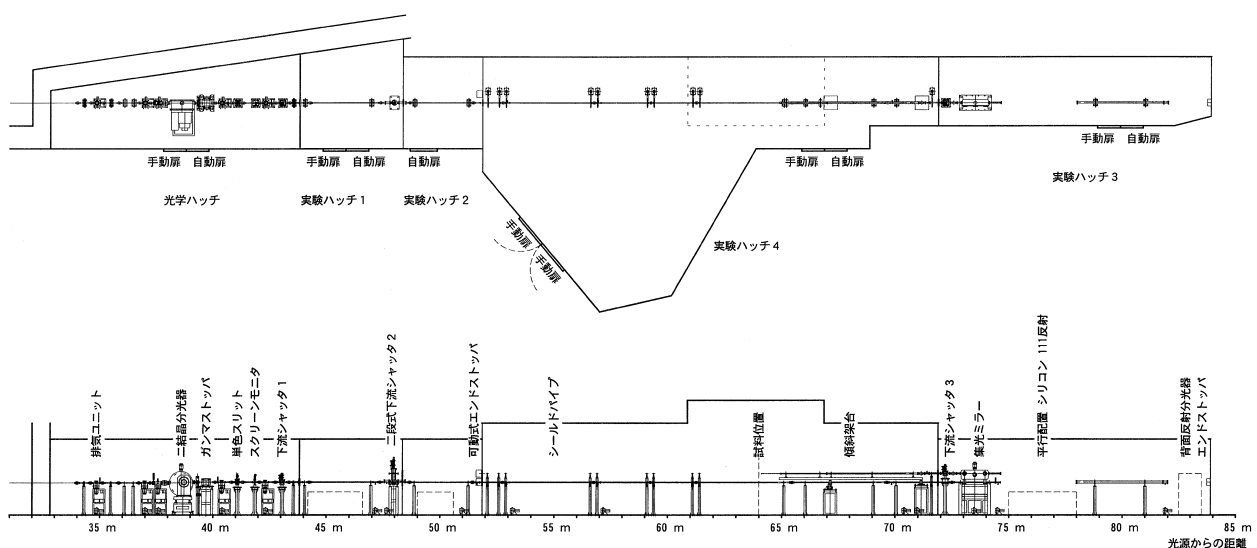 手動扉 自動扉
手動扉 自動扉
自動扉
手動扉 自動扉
手動扉 自動扉
光学ハッチ
実験ハッチ1
実験ハッチ2
実験ハッチ3
手動扉
手動扉
実験ハッチ4
排気ユニット
二結晶分光器
ガンマストッパ
単色スリット
スクリーンモニタ
下流シャッタ1
二段式下流シャッタ2
可動式エンドストッパ
シールドパイプ
試料位置
傾斜架台
下流シャッタ3
集光ミラー
平行配置 シリコン 111反射
背面反射分光器
エンドストッパ
35 m 40 m 45 m 50 m 55 m 60 m 65 m 70 m 75 m 80 m 85 m
光源からの距離